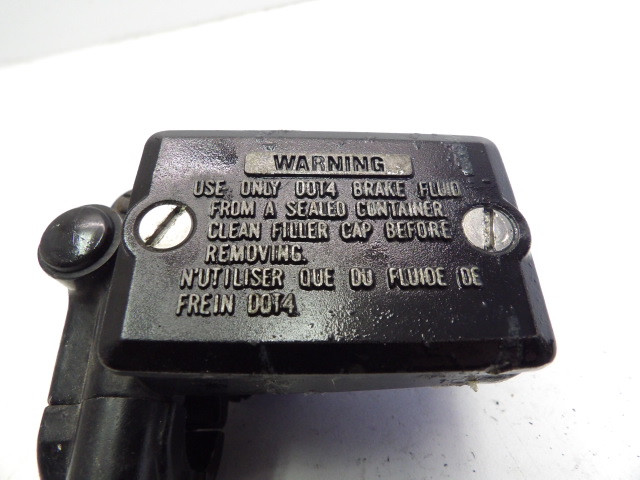 WARNING
USE ONLY DOT4 BRAKE FLUID
FROM A SEALED CONTAINER.
CLEAN FILLER CAP BEFORE
REMOVING.
N'UTILISER QUE DU FLUIDE DE
FREIN DOT4.